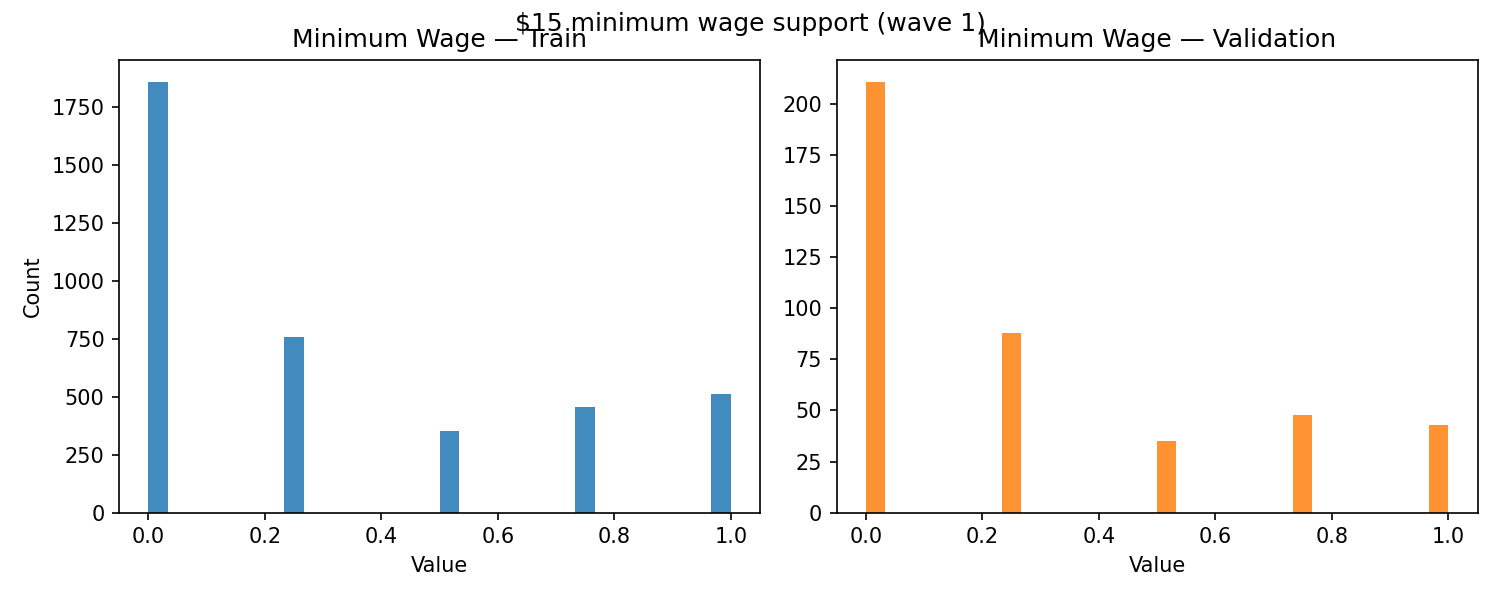 $15 minimum wage support (wave 1)
Minimum Wage — Train
Minimum Wage — Validation
Count
1750
1500
1250
1000
750
500
250
0
0.0 0.2 0.4 0.6 0.8 1.0
Value
200
175
150
125
100
75
50
25
0
0.0 0.2 0.4 0.6 0.8 1.0
Value